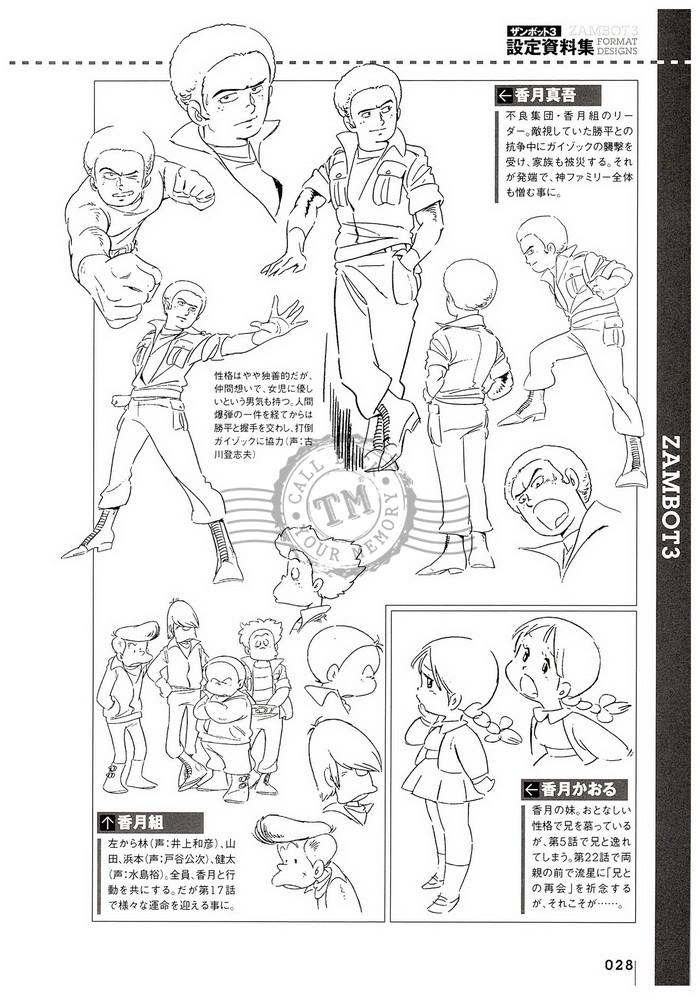 ザンボット3
設定資料集
ZAMBOT3
FORMAT
DESIGNS
←香月真吾
不良集団・香月組のリー
ダー。敵視していた勝平との
抗争中にガイゾックの襲撃を
受け、家族も被災する。それ
が発端で、神ファミリー全体
も憎む事に。
性格はやや独善的だが、
仲間想いで、女児に優し
いという男気も持つ。人間
爆弾の一件を経てからは
勝平と握手を交わし、打倒
ガイゾックに協力（声：古
川登志夫）
CALL BACK
TM
YOUR MEMORY
ZAMBOT3
↑香月組
左から林（声：井上和彦）、山
田、浜本（声：戸谷公次）、健太
（声：水島裕）。全員、香月と行
動を共にする。だが第17話
で様々な運命を迎える事に。
←香月かおる
香月の妹。おとなしい
性格で兄を慕っている
が、第5話で兄と逸れ
てしまう。第22話で両
親の前で流星に「兄と
の再会」を祈念する
が、それこそが……。
028